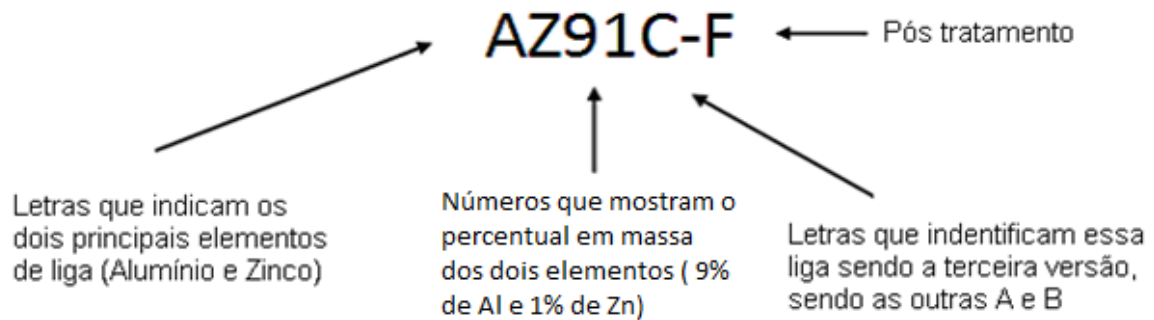 AZ91C-F
Pós tratamento
Letras que indicam os
dois principais elementos
de liga (Alumínio e Zinco)
Números que mostram o
percentual em massa
dos dois elementos ( 9%
de Al e 1% de Zn)
Letras que indentificam essa
liga sendo a terceira versão,
sendo as outras A e B